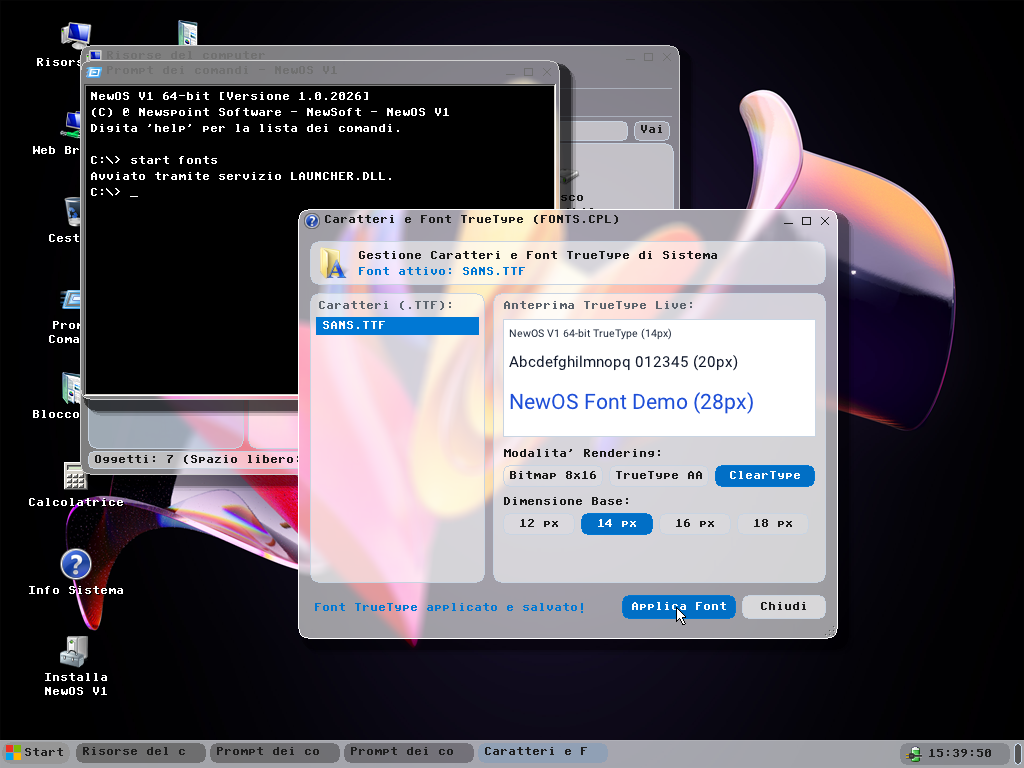 Risorse del computer
Prompt dei comandi - NewOS V1
NewOS V1 64-bit [Versione 1.0.2026]
(C) @ Newspoint Software - NewSoft - NewOS V1
Digita 'help' per la lista dei comandi.
C:\> start fonts
Avviato tramite servizio LAUNCHER.DLL.
C:\> _
Vai
Oggetti: 7 (Spazio libero:
Caratteri e Font TrueType (FONTS.CPL)
Gestione Caratteri e Font TrueType di Sistema
Font attivo: SANS.TTF
Caratteri (.TTF):
SANS.TTF
Anteprima TrueType Live:
NewOS V1 64-bit TrueType (14px)
Abcdefghilmnopq 012345 (20px)
NewOS Font Demo (28px)
Modalita' Rendering:
Bitmap 8x16 TrueType AA ClearType
Dimensione Base:
12 px 14 px 16 px 18 px
Font TrueType applicato e salvato!
Applica Font Chiudi
Risors
Web Br
Cest
Pron
Coma
Blocco
Calcolatrice
Info Sistema
Installa
NewOS V1
Start Risorse del c Prompt dei co Prompt dei co Caratteri e F 15:39:50